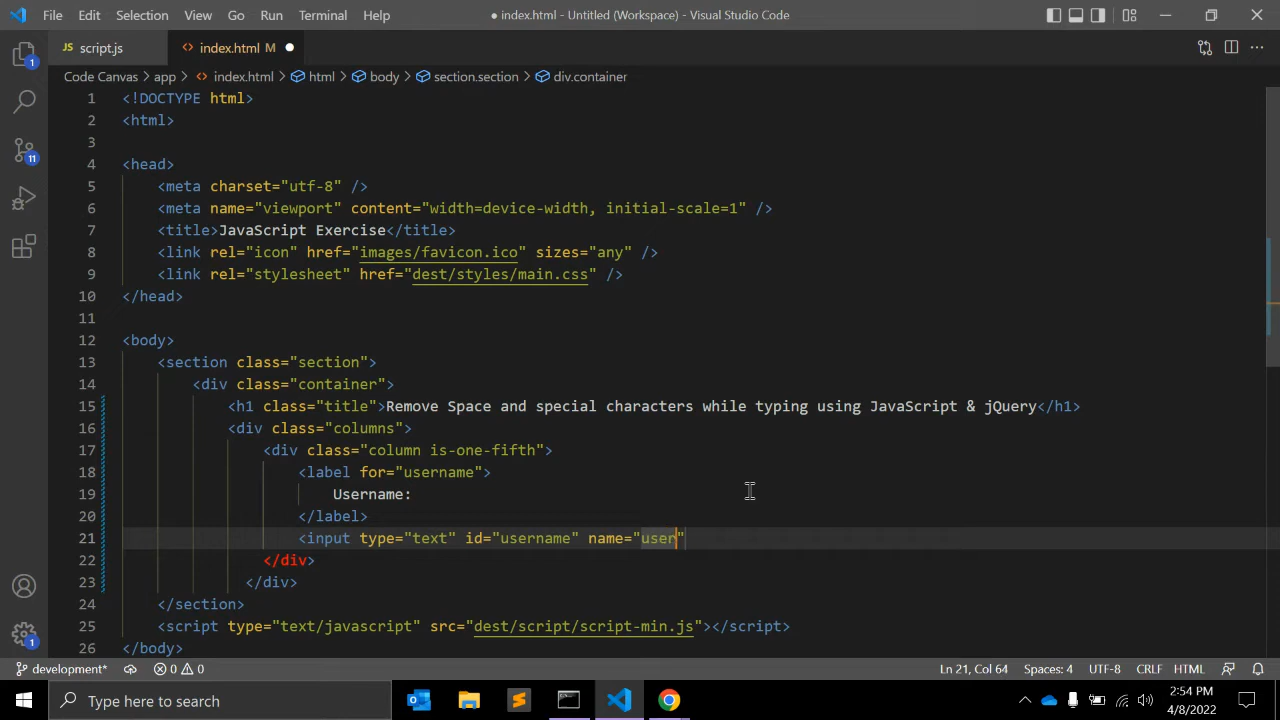 File Edit Selection View Go Run Terminal Help ● index.html - Untitled (Workspace) - Visual Studio Code
JS script.js <> index.html M ●
Code Canvas > app > <> index.html > html > body > section.section > div.container
1 <!DOCTYPE html>
2 <html>
3
4 <head>
5 <meta charset="utf-8" />
6 <meta name="viewport" content="width=device-width, initial-scale=1" />
7 <title>JavaScript Exercise</title>
8 <link rel="icon" href="images/favicon.ico" sizes="any" />
9 <link rel="stylesheet" href="dest/styles/main.css" />
10 </head>
11
12 <body>
13 <section class="section">
14 <div class="container">
15 <h1 class="title">Remove Space and special characters while typing using JavaScript & jQuery</h1>
16 <div class="columns">
17 <div class="column is-one-fifth">
18 <label for="username">
19 Username:
20 </label>
21 <input type="text" id="username" name="user"
22 </div>
23 </div>
24 </section>
25 <script type="text/javascript" src="dest/script/script-min.js"></script>
26 </body>
1
11
1
development* 0 0 Ln 21, Col 64 Spaces: 4 UTF-8 CRLF HTML
Type here to search
2:54 PM
4/8/2022